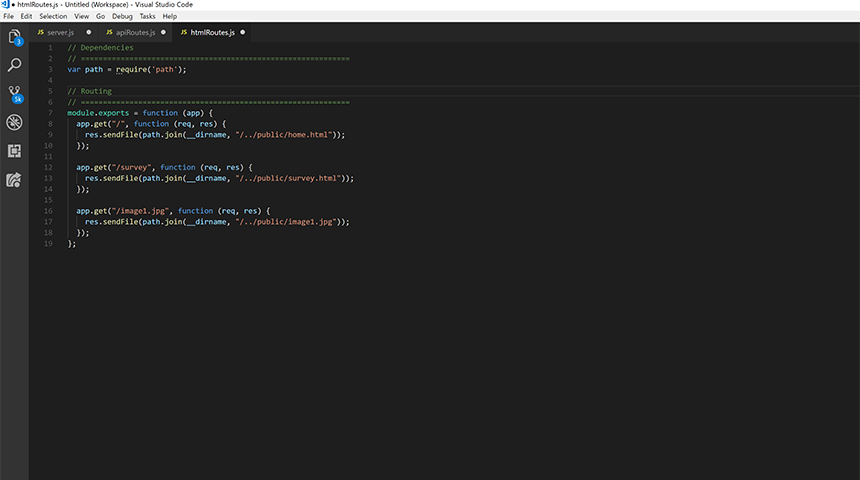 htmlRoutes.js - Untitled (Workspace) - Visual Studio Code
File Edit Selection View Go Debug Tasks Help
JS server.js JS apiRoutes.js JS htmlRoutes.js
3
5k
1 // Dependencies
2 // =============================================================
3 var path = require('path');
4
5 // Routing
6 // =============================================================
7 module.exports = function (app) {
8 app.get("/", function (req, res) {
9 res.sendFile(path.join(__dirname, "/../public/home.html"));
10 });
11
12 app.get("/survey", function (req, res) {
13 res.sendFile(path.join(__dirname, "/../public/survey.html"));
14 });
15
16 app.get("/image1.jpg", function (req, res) {
17 res.sendFile(path.join(__dirname, "/../public/image1.jpg"));
18 });
19 };